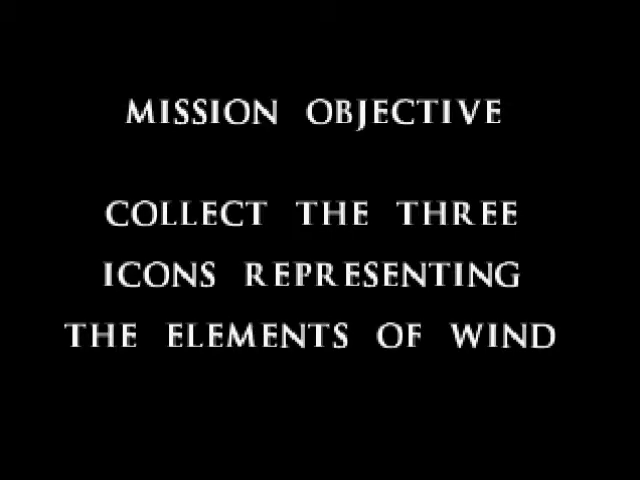 MISSION OBJECTIVE
COLLECT THE THREE
ICONS REPRESENTING
THE ELEMENTS OF WIND